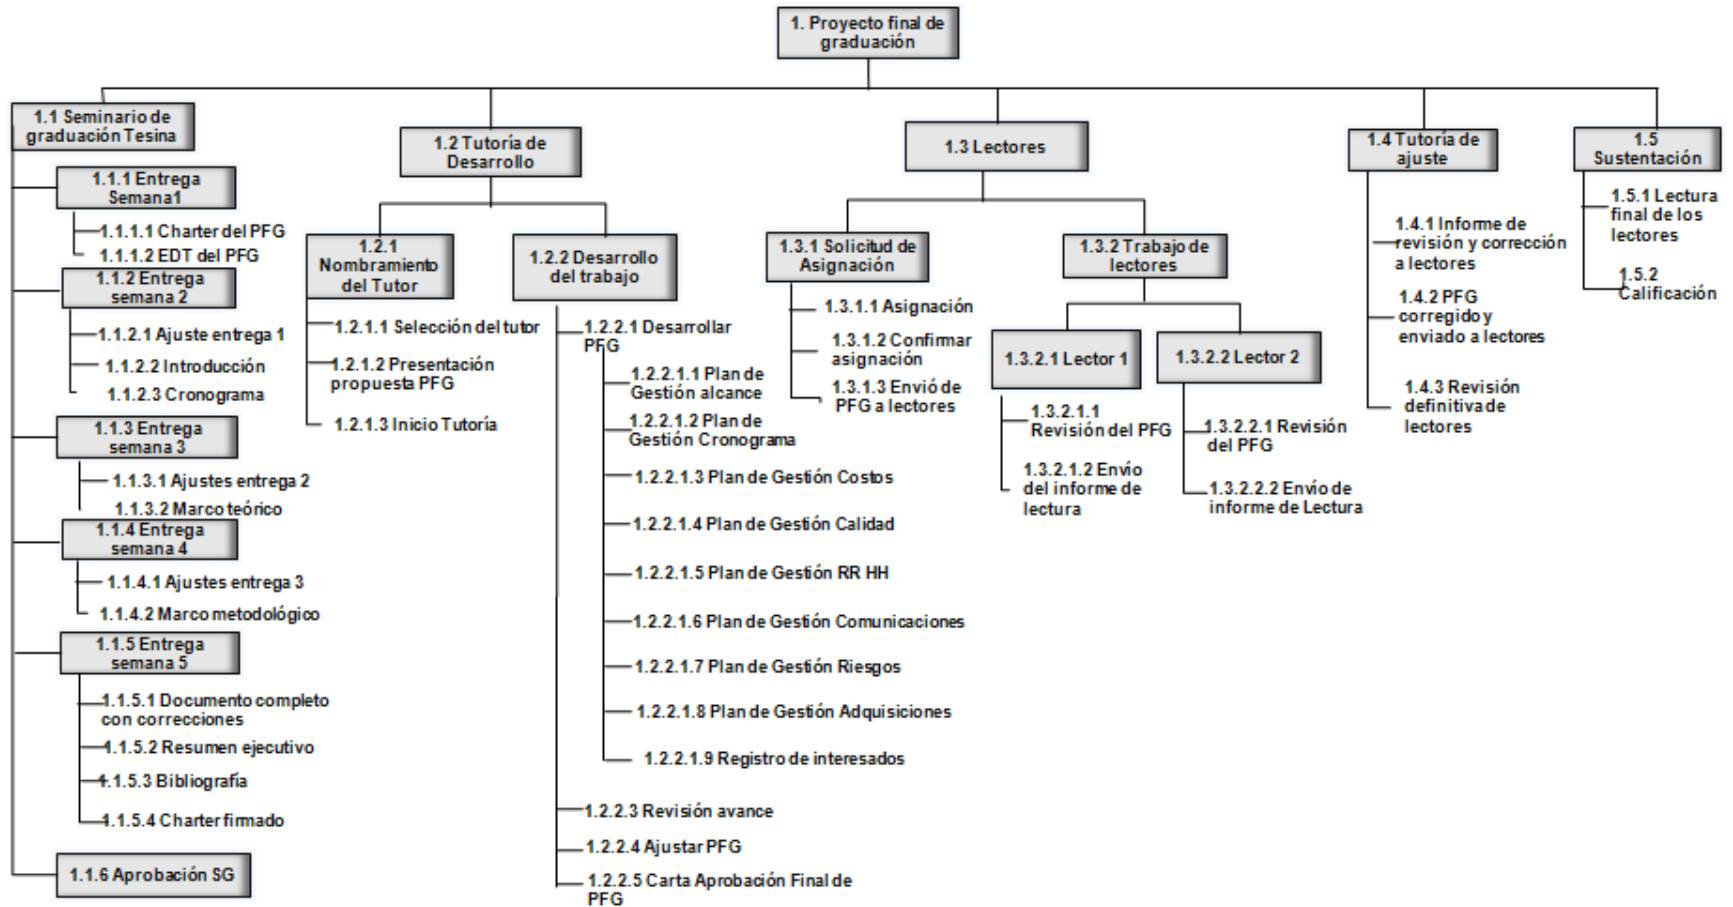 1. Proyecto final de
graduación
1.1 Seminario de
graduación Tesina
1.1.1 Entrega
Semana1
1.1.1.1 Charter del PFG
1.1.1.2 EDT del PFG
1.1.2 Entrega
semana 2
1.1.2.1 Ajuste entrega 1
1.1.2.2 Introducción
1.1.2.3 Cronograma
1.1.3 Entrega
semana 3
1.1.3.1 Ajustes entrega 2
1.1.3.2 Marco teórico
1.1.4 Entrega
semana 4
1.1.4.1 Ajustes entrega 3
1.1.4.2 Marco metodológico
1.1.5 Entrega
semana 5
1.1.5.1 Documento completo
con correcciones
1.1.5.2 Resumen ejecutivo
1.1.5.3 Bibliografía
1.1.5.4 Charter firmado
1.1.6 Aprobación SG
1.2 Tutoría de
Desarrollo
1.2.1
Nombramiento
del Tutor
1.2.1.1 Selección del tutor
1.2.1.2 Presentación
propuesta PFG
1.2.1.3 Inicio Tutoría
1.2.2 Desarrollo
del trabajo
1.2.2.1 Desarrollar
PFG
1.2.2.1.1 Plan de
Gestión alcance
1.2.2.1.2 Plan de
Gestión Cronograma
1.2.2.1.3 Plan de Gestión Costos
1.2.2.1.4 Plan de Gestión Calidad
1.2.2.1.5 Plan de Gestión RR HH
1.2.2.1.6 Plan de Gestión Comunicaciones
1.2.2.1.7 Plan de Gestión Riesgos
1.2.2.1.8 Plan de Gestión Adquisiciones
1.2.2.1.9 Registro de interesados
1.2.2.3 Revisión avance
1.2.2.4 Ajustar PFG
1.2.2.5 Carta Aprobación Final de
PFG
1.3 Lectores
1.3.1 Solicitud de
Asignación
1.3.1.1 Asignación
1.3.1.2 Confirmar
asignación
1.3.1.3 Envió de
PFG a lectores
1.3.2 Trabajo de
lectores
1.3.2.1 Lector 1
1.3.2.1.1
Revisión del PFG
1.3.2.1.2 Envío
del informe de
lectura
1.3.2.2 Lector 2
1.3.2.2.1 Revisión
del PFG
1.3.2.2.2 Envío de
informe de Lectura
1.4 Tutoría de
ajuste
1.4.1 Informe de
revisión y corrección
a lectores
1.4.2 PFG
corregido y
enviado a lectores
1.4.3 Revisión
definitiva de
lectores
1.5
Sustentación
1.5.1 Lectura
final de los
lectores
1.5.2
Calificación